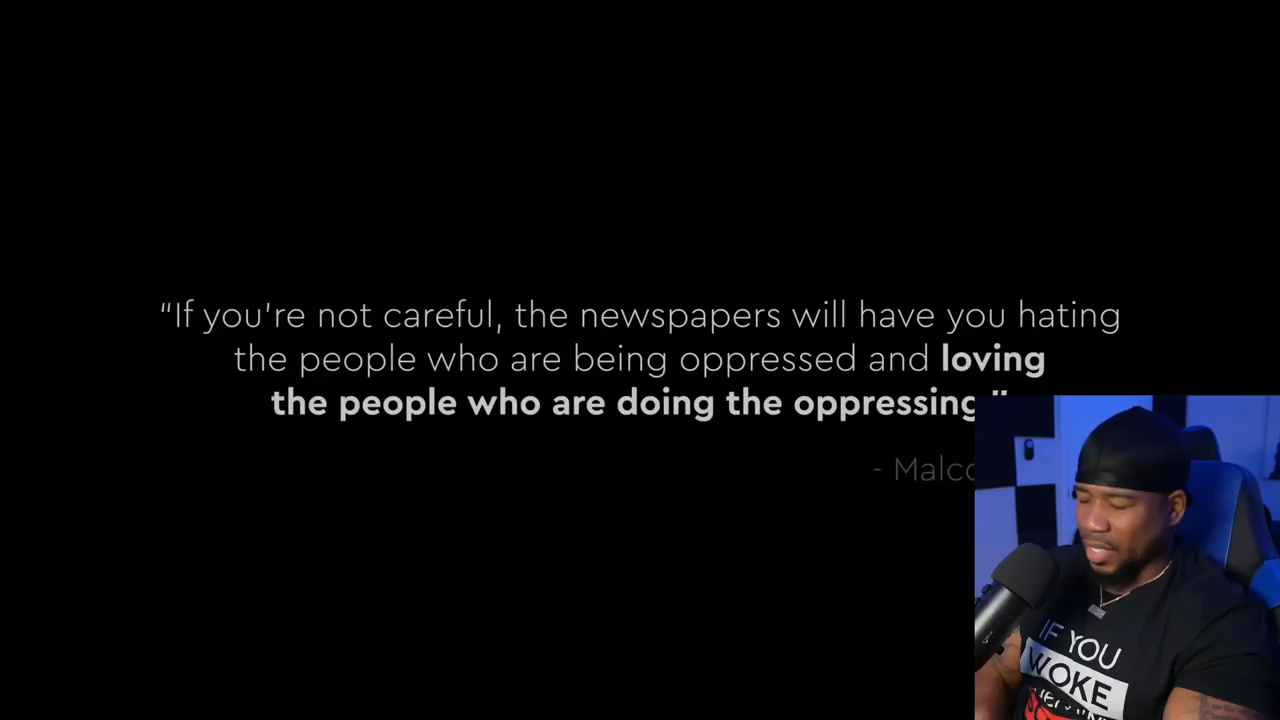 "If you're not careful, the newspapers will have you hating
the people who are being oppressed and loving
the people who are doing the oppressing."
- Malco
IF YOU
WOKE